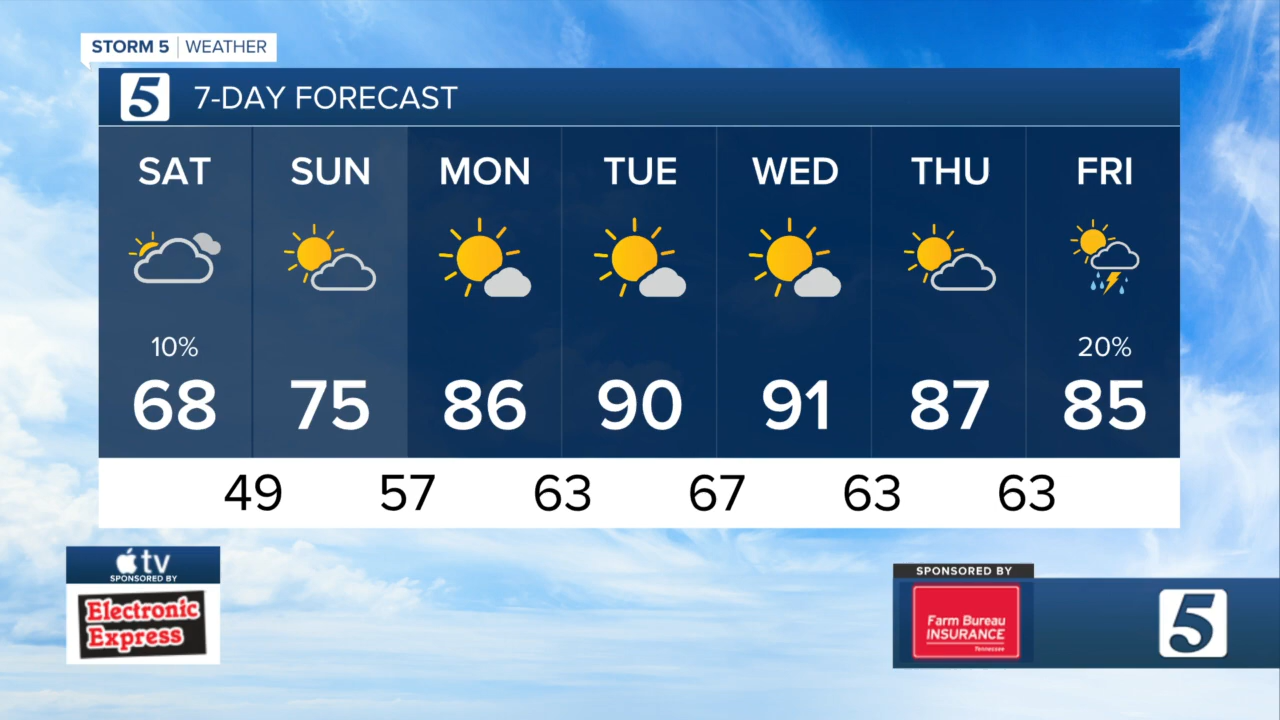 STORM 5 | WEATHER
5 7-DAY FORECAST
SAT SUN MON TUE WED THU FRI
10% 20%
68 75 86 90 91 87 85
49 57 63 67 63 63
tv
SPONSORED BY
Electronic
Express
SPONSORED BY
Farm Bureau
INSURANCE
Tennessee
5